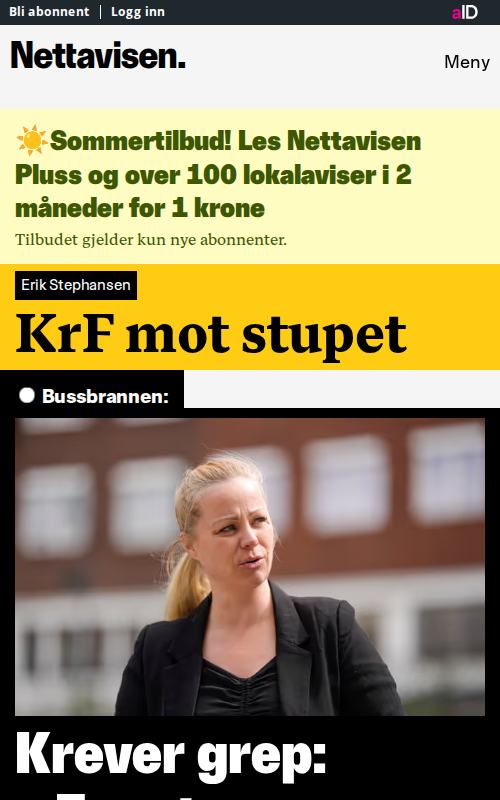 Bli abonnent | Logg inn
aID
Nettavisen.
Meny
☀️Sommertilbud! Les Nettavisen
Pluss og over 100 lokalaviser i 2
måneder for 1 krone
Tilbudet gjelder kun nye abonnenter.
Erik Stephansen
KrF mot stupet
Bussbrannen:
Krever grep: